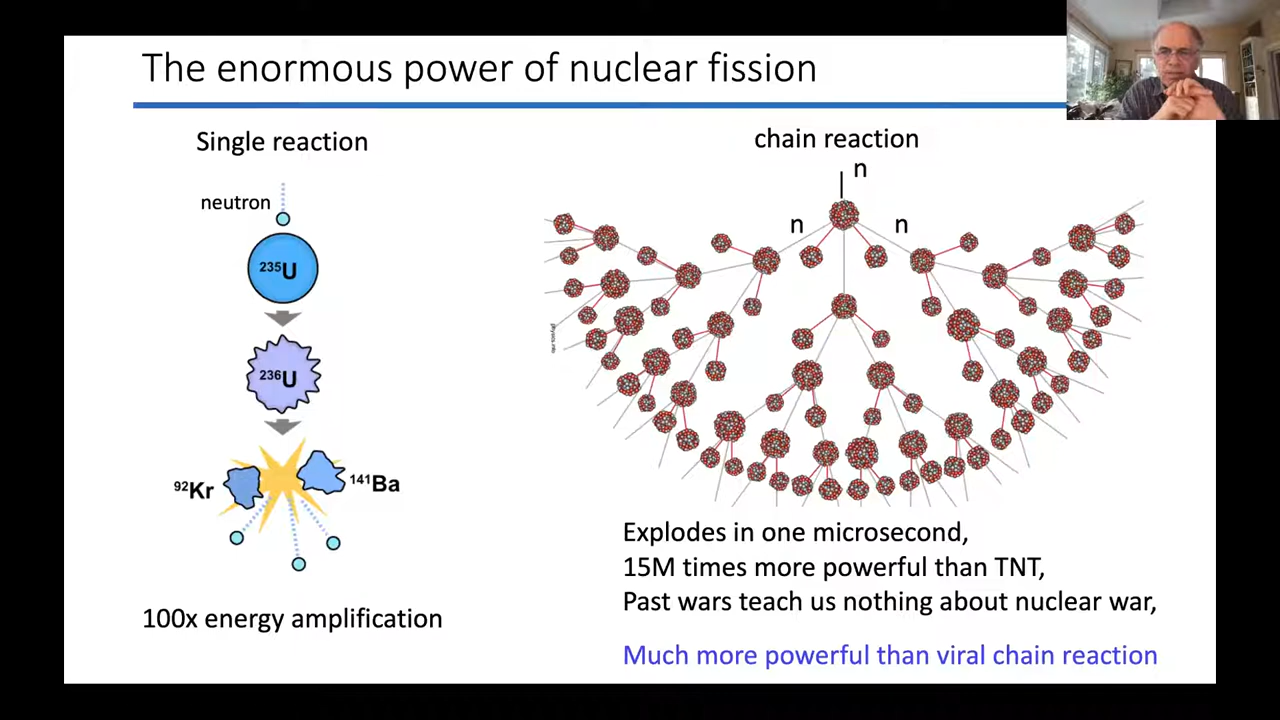 The enormous power of nuclear fission
Single reaction
neutron
²³⁵U
²³⁶U
⁹²Kr
¹⁴¹Ba
100x energy amplification
chain reaction
n
n
n
physics.info
Explodes in one microsecond,
15M times more powerful than TNT,
Past wars teach us nothing about nuclear war,
Much more powerful than viral chain reaction